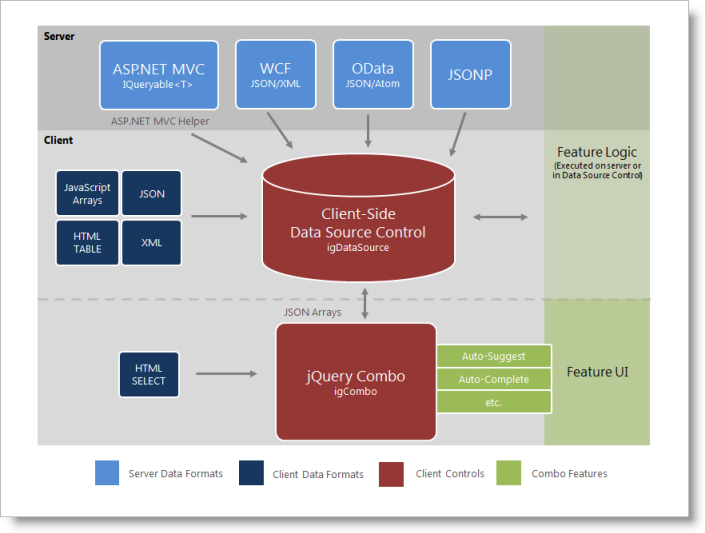 Server
ASP.NET MVC
IQueryable<T>
WCF
JSON/XML
OData
JSON/Atom
JSONP
ASP.NET MVC Helper
Client
Feature Logic
(Executed on server or
in Data Source Control)
JavaScript
Arrays
JSON
HTML
TABLE
XML
Client-Side
Data Source Control
igDataSource
JSON Arrays
HTML
SELECT
jQuery Combo
igCombo
Auto-Suggest
Auto-Complete
etc.
Feature UI
Server Data Formats
Client Data Formats
Client Controls
Combo Features